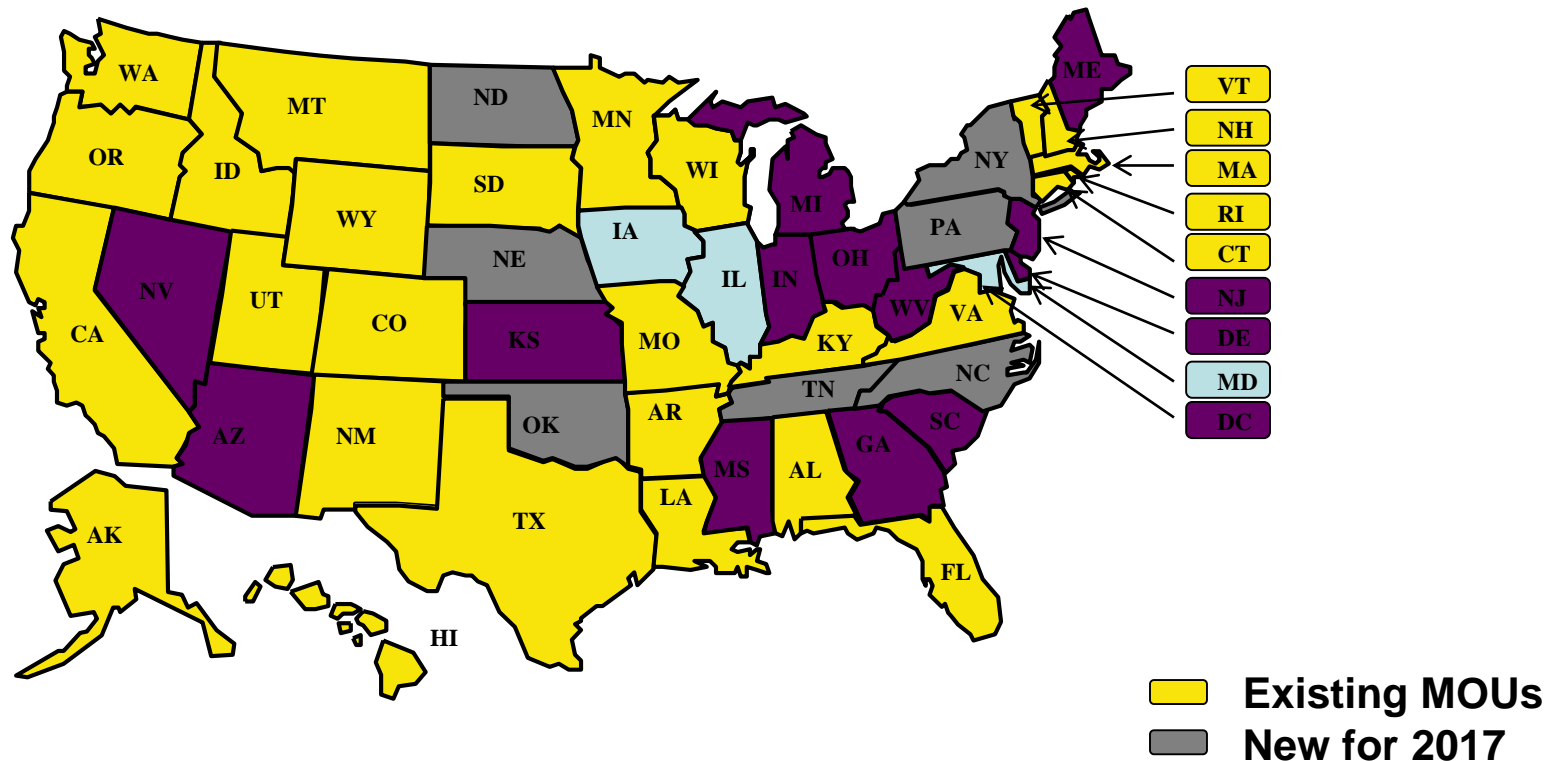 WA
MT
ND
MN
ME
VT
NH
OR
ID
SD
WI
NY
MA
WY
MI
RI
IA
PA
CT
NE
OH
NV
UT
IL
IN
NJ
CO
WV
VA
CA
KS
MO
KY
DE
TN
NC
MD
AZ
NM
OK
AR
SC
DC
GA
MS
AL
LA
TX
AK
FL
HI
Existing MOUs
New for 2017